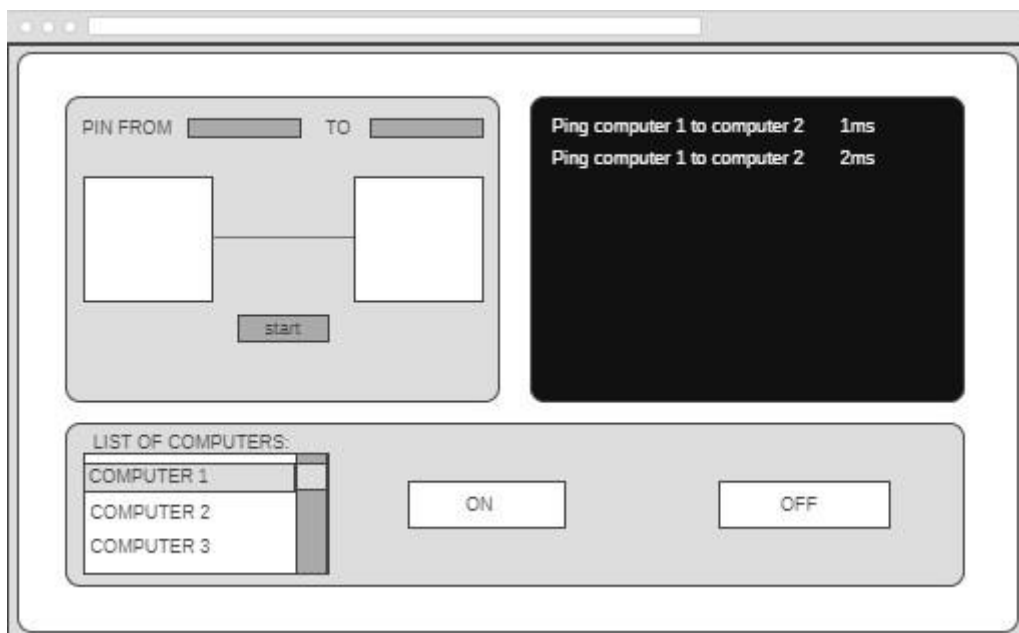 PIN FROM TO
start
Ping computer 1 to computer 2 1ms
Ping computer 1 to computer 2 2ms
LIST OF COMPUTERS:
COMPUTER 1
COMPUTER 2
COMPUTER 3
ON
OFF